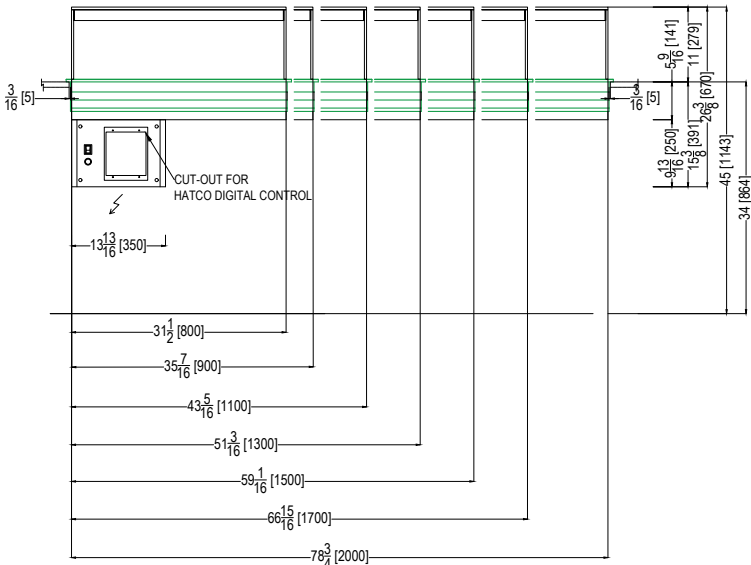 3/16 [5]
3/16 [5]
5 9/16 [141]
11 [279]
26 3/8 [670]
9 13/16 [250]
15 3/8 [391]
45 [1143]
34 [864]
CUT-OUT FOR
HATCO DIGITAL CONTROL
13 13/16 [350]
31 1/2 [800]
35 7/16 [900]
43 5/16 [1100]
51 3/16 [1300]
59 1/16 [1500]
66 15/16 [1700]
78 3/4 [2000]